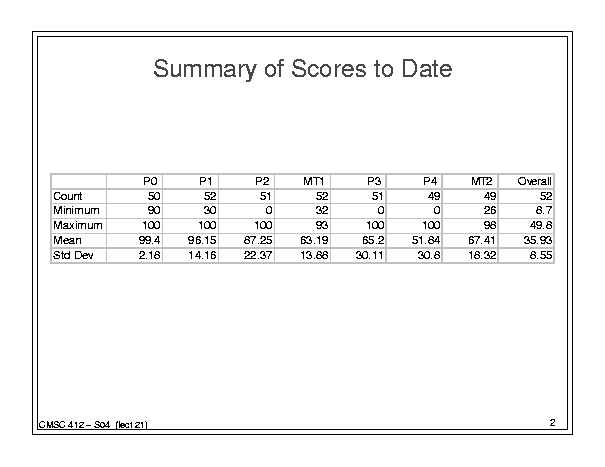 Summary of Scores to Date
P0 P1 P2 MT1 P3 P4 MT2 Overall
Count 50 52 51 52 51 49 49 52
Minimum 90 30 0 32 0 0 26 8.7
Maximum 100 100 100 93 100 100 98 49.8
Mean 99.4 96.15 87.25 63.19 65.2 51.84 67.41 35.93
Std Dev 2.18 14.16 22.37 13.88 30.11 30.8 18.32 8.55
CMSC 412 – S04 (lect 21)
2